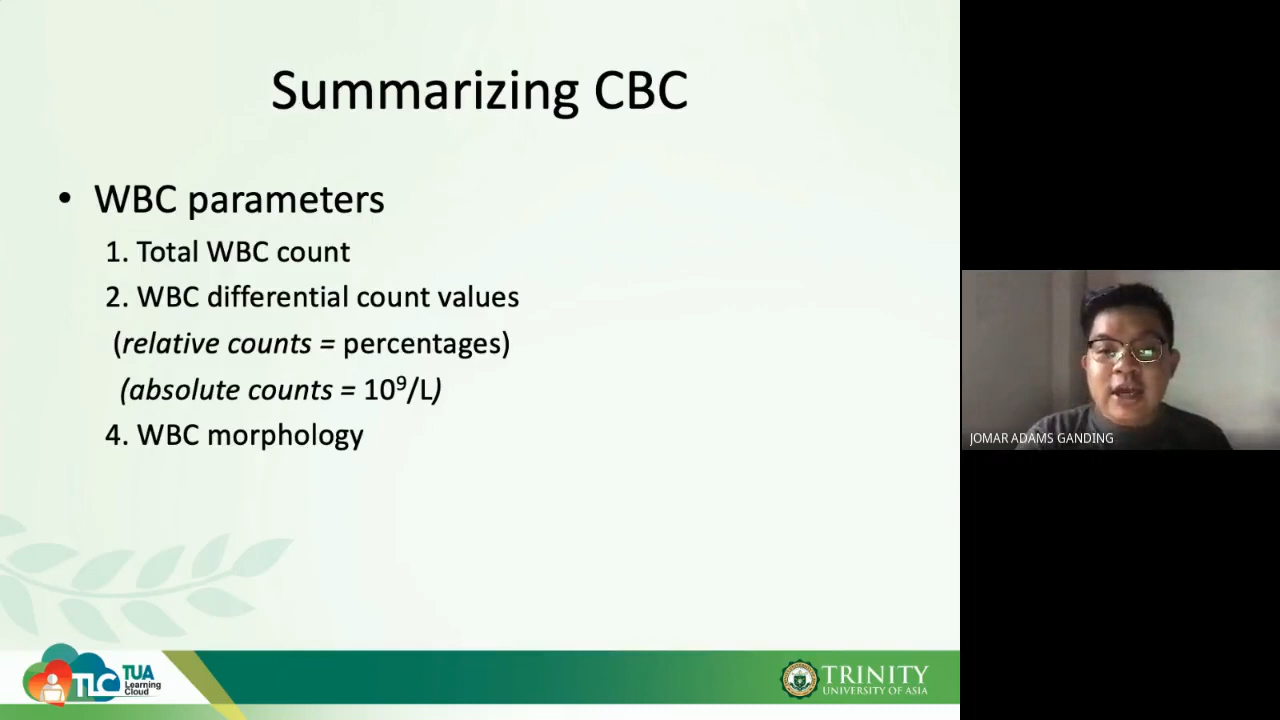 Summarizing CBC
• WBC parameters
1. Total WBC count
2. WBC differential count values
(relative counts = percentages)
(absolute counts = 10⁹/L)
4. WBC morphology
JOMAR ADAMS GANDING
TLC TUA
Learning
Cloud
TRINITY
UNIVERSITY OF ASIA